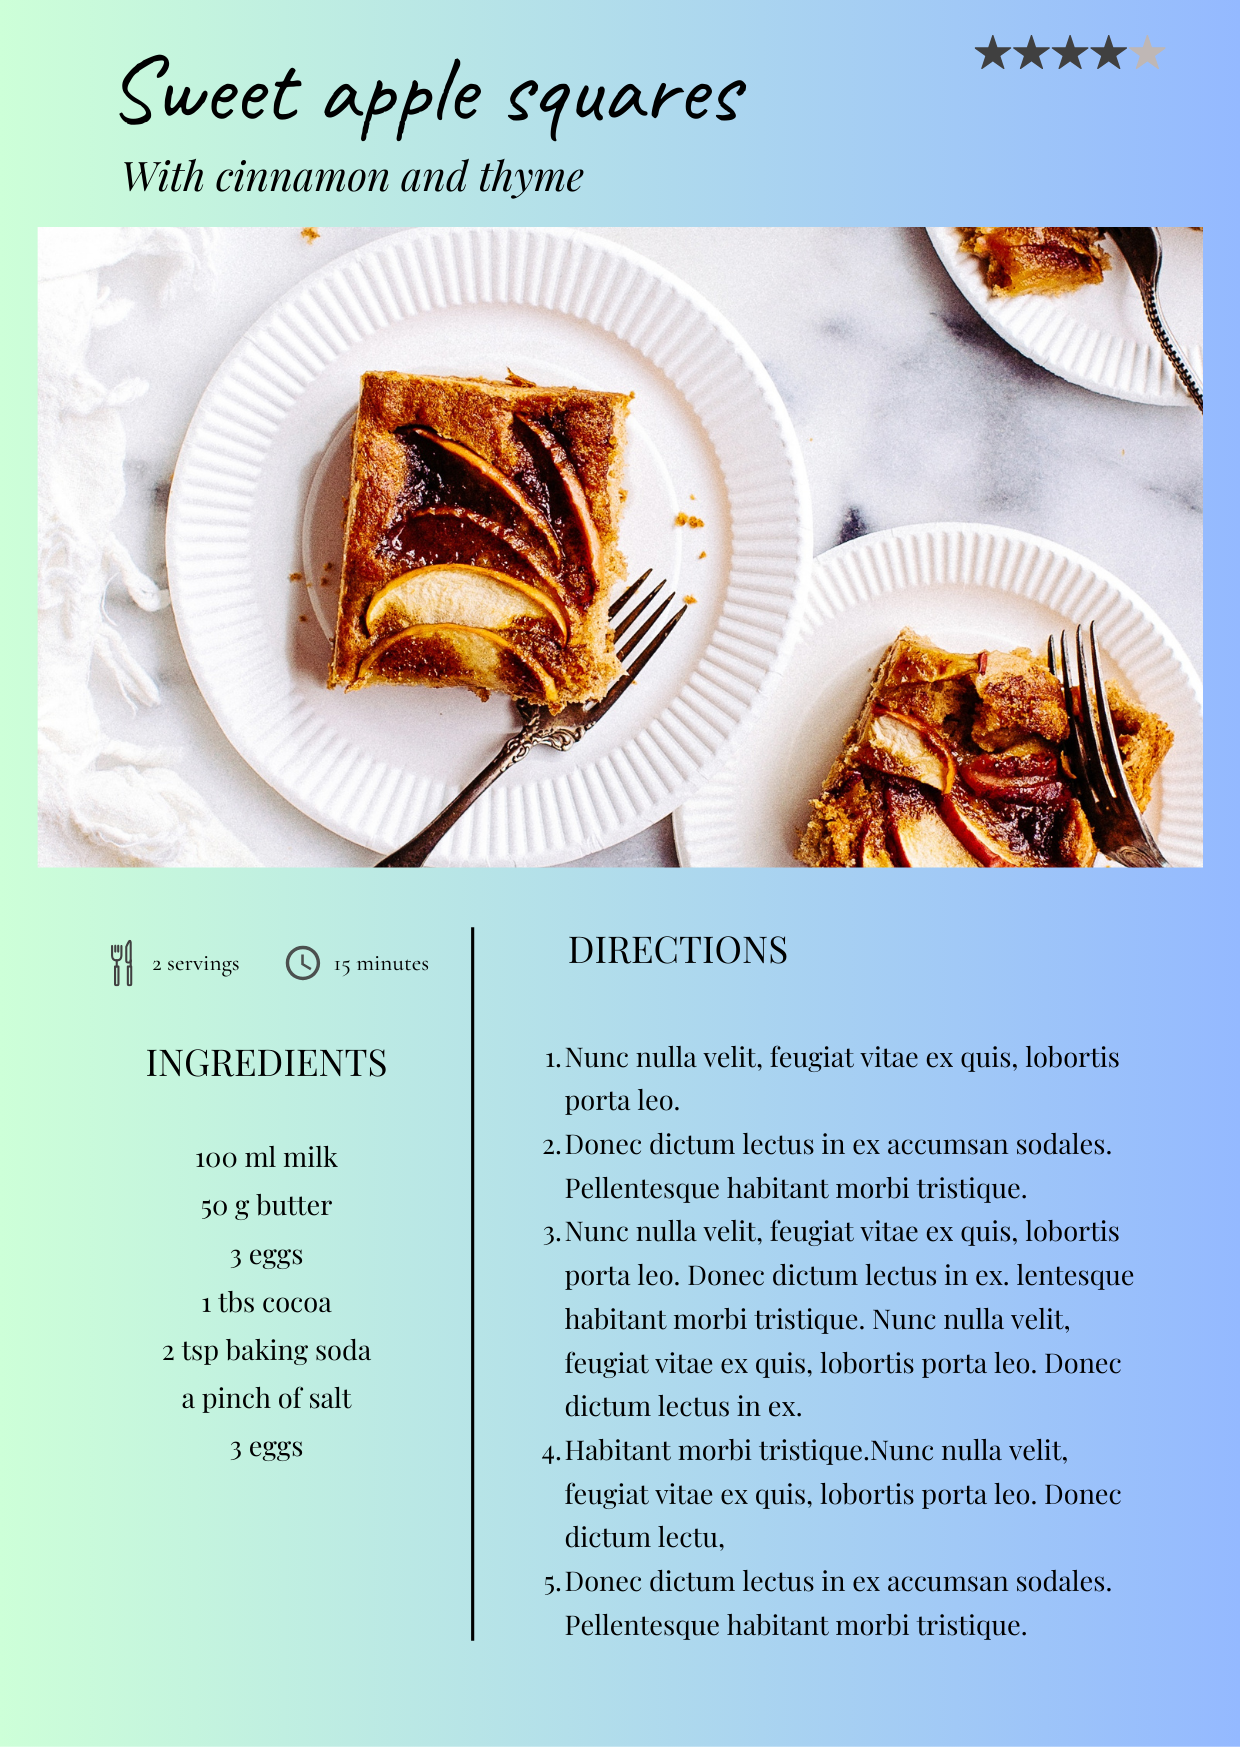 Sweet apple squares
With cinnamon and thyme
2 servings
15 minutes
INGREDIENTS
100 ml milk
50 g butter
3 eggs
1 tbs cocoa
2 tsp baking soda
a pinch of salt
3 eggs
DIRECTIONS
1. Nunc nulla velit, feugiat vitae ex quis, lobortis
porta leo.
2. Donec dictum lectus in ex accumsan sodales.
Pellentesque habitant morbi tristique.
3. Nunc nulla velit, feugiat vitae ex quis, lobortis
porta leo. Donec dictum lectus in ex. lentesque
habitant morbi tristique. Nunc nulla velit,
feugiat vitae ex quis, lobortis porta leo. Donec
dictum lectus in ex.
4. Habitant morbi tristique.Nunc nulla velit,
feugiat vitae ex quis, lobortis porta leo. Donec
dictum lectu,
5. Donec dictum lectus in ex accumsan sodales.
Pellentesque habitant morbi tristique.